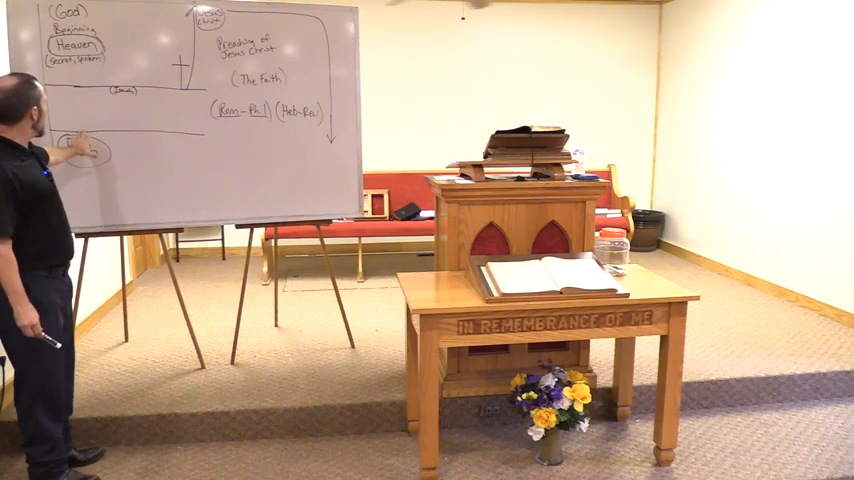 (God)
Beginning
Heaven
(secret, spoken)
Jesus
Christ
Preaching of
Jesus Christ
(The Faith)
(Rom-Phl) (Heb-Rev)
IN REMEMBRANCE OF ME